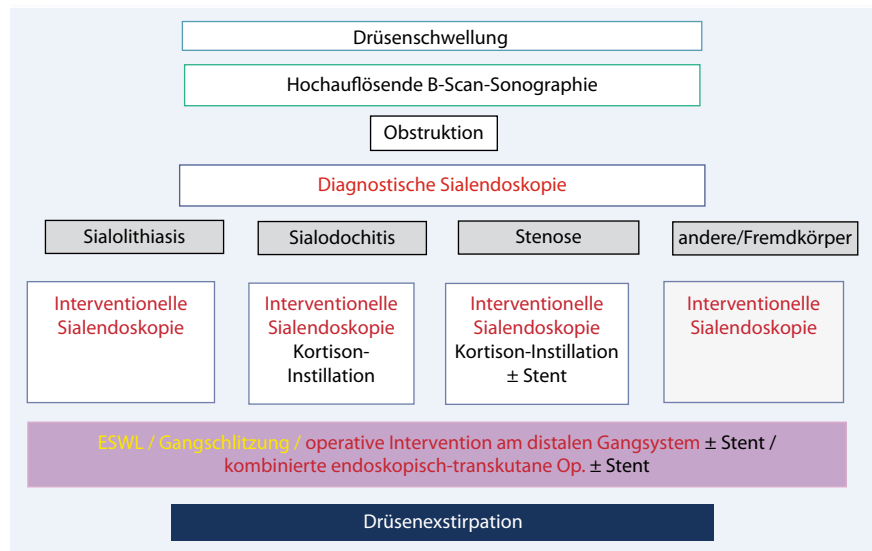 Drüsenschwellung
Hochauflösende B-Scan-Sonographie
Obstruktion
Diagnostische Sialendoskopie
Sialolithiasis
Sialodochitis
Stenose
andere/Fremdkörper
Interventionelle
Sialendoskopie
Interventionelle
Sialendoskopie
Kortison-
Instillation
Interventionelle
Sialendoskopie
Kortison-Instillation
± Stent
Interventionelle
Sialendoskopie
ESWL / Gangschlitzung / operative Intervention am distalen Gangsystem ± Stent /
kombinierte endoskopisch-transkutane Op. ± Stent
Drüsenexstirpation